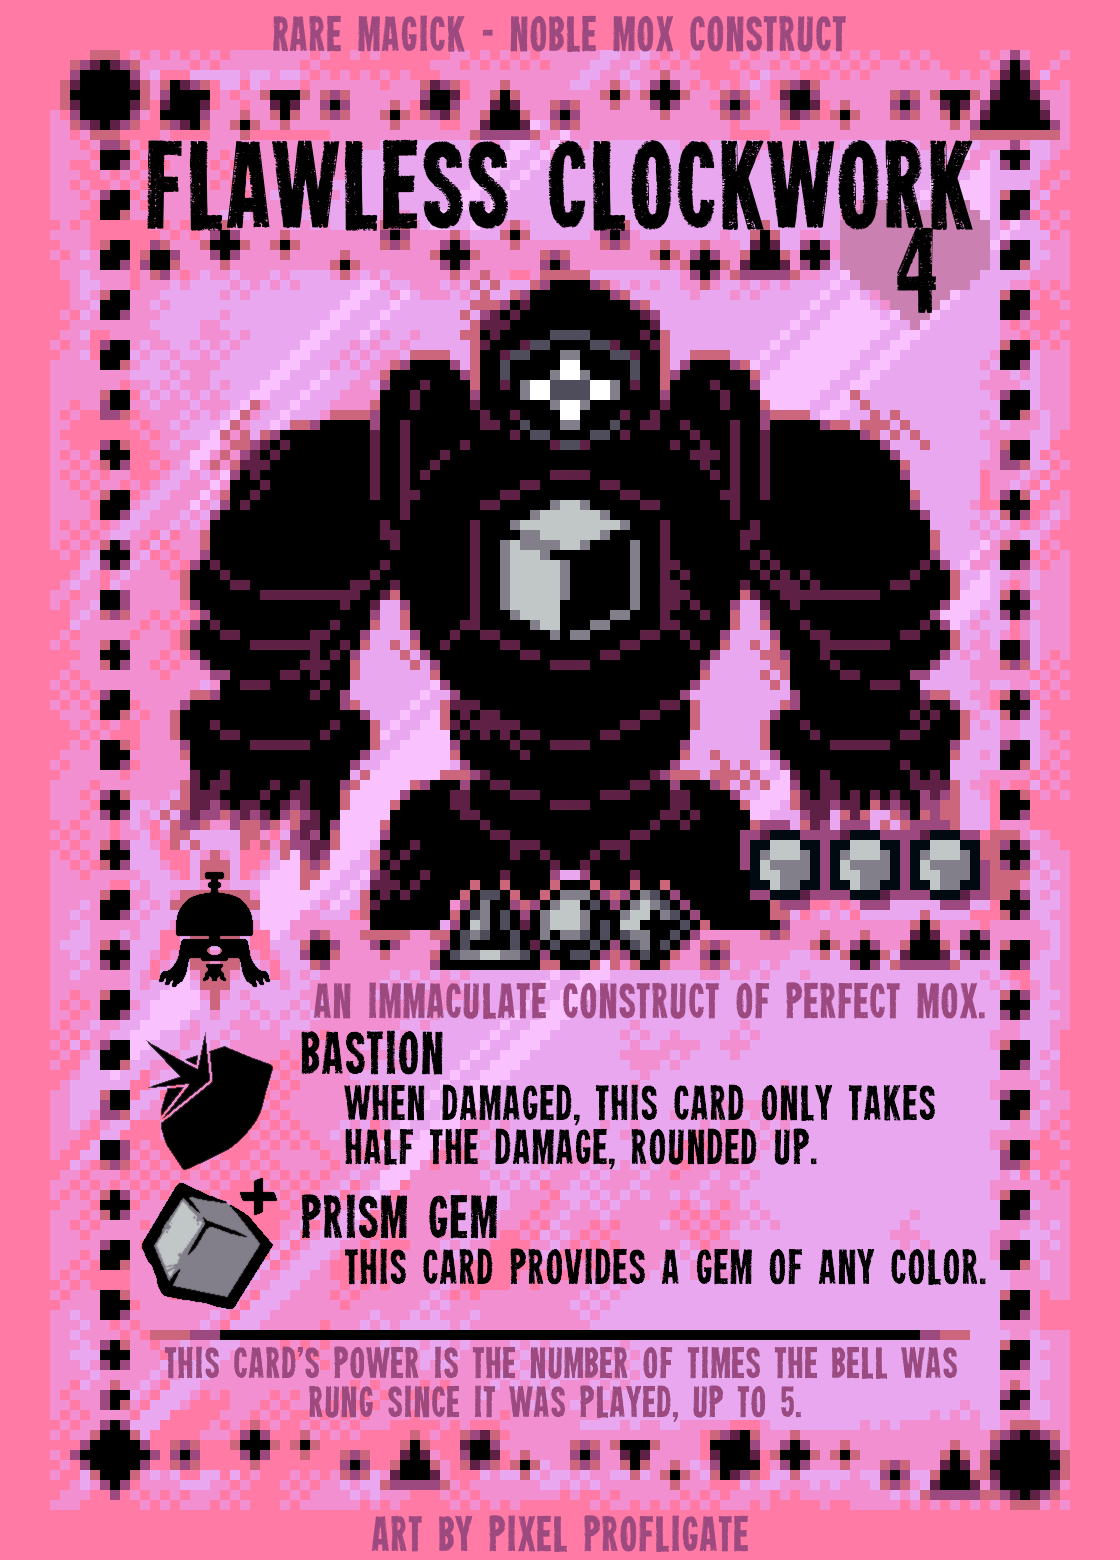 RARE MAGICK - NOBLE MOX CONSTRUCT
FLAWLESS CLOCKWORK
4
AN IMMACULATE CONSTRUCT OF PERFECT MOX.
BASTION
WHEN DAMAGED, THIS CARD ONLY TAKES
HALF THE DAMAGE, ROUNDED UP.
PRISM GEM
THIS CARD PROVIDES A GEM OF ANY COLOR.
THIS CARD'S POWER IS THE NUMBER OF TIMES THE BELL WAS
RUNG SINCE IT WAS PLAYED, UP TO 5.
ART BY PIXEL PROFLIGATE